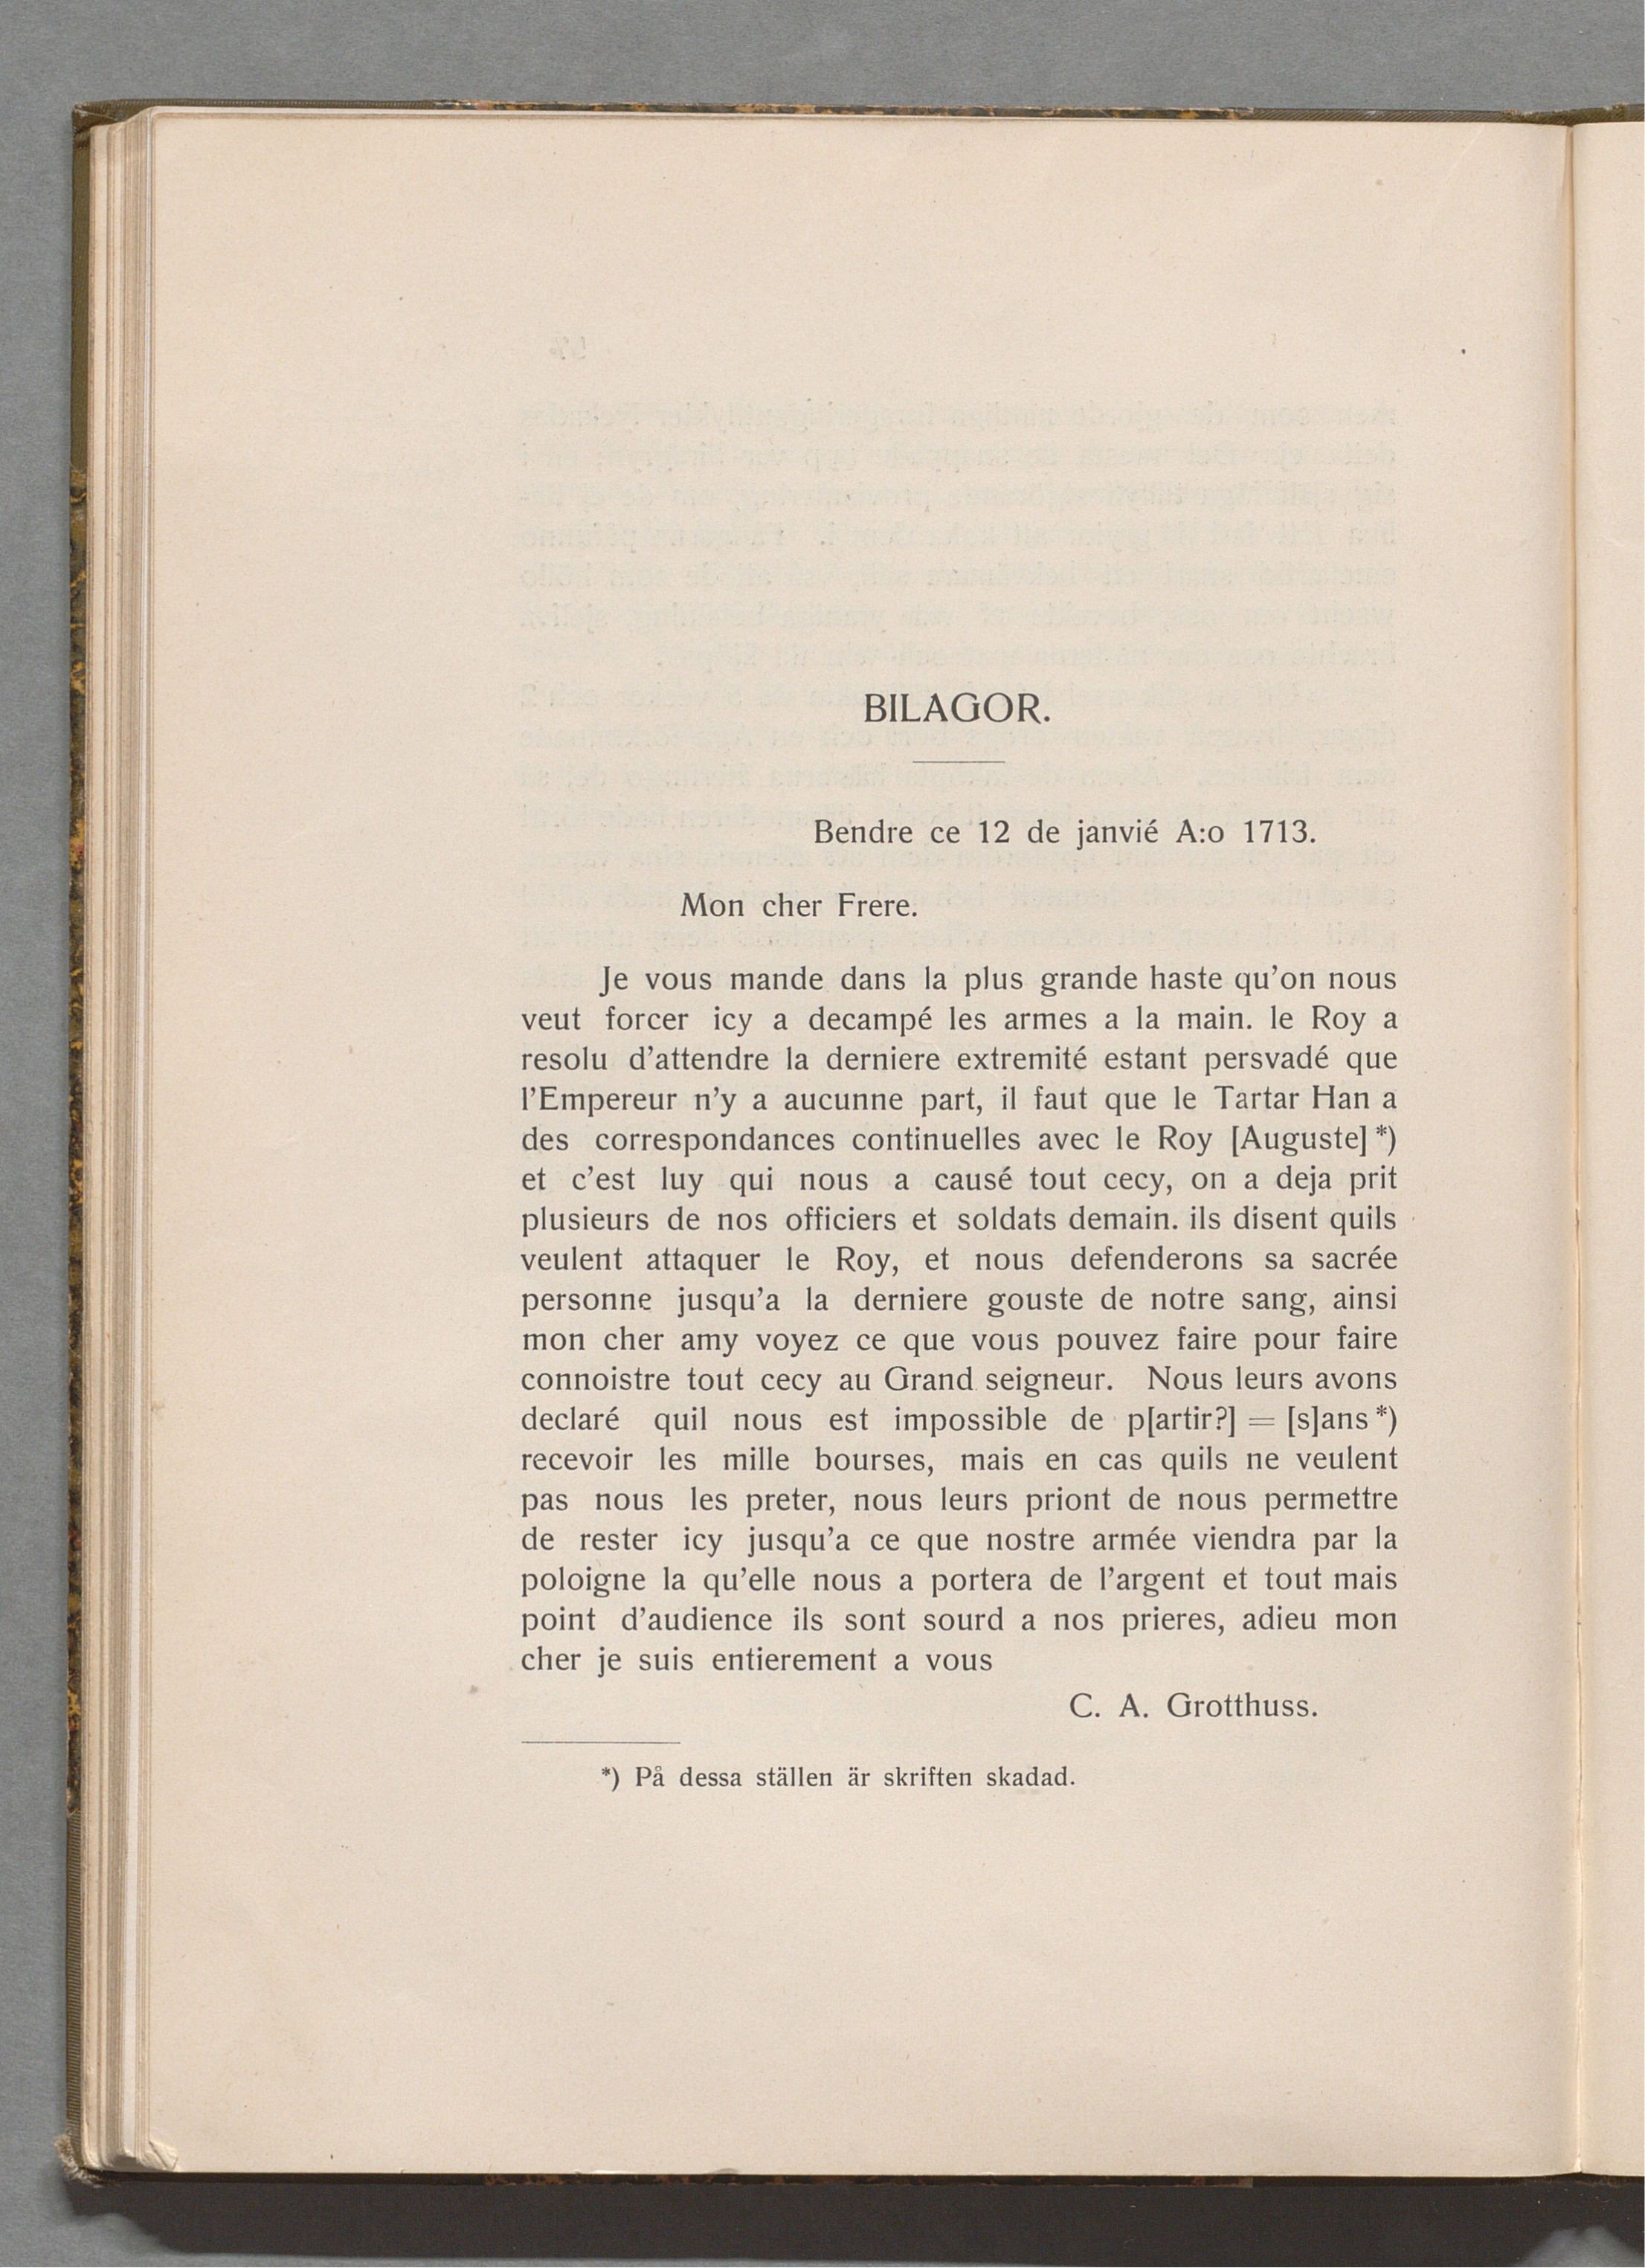 BILAGOR.
Bendre ce 12 de janvié A:o 1713.
Mon cher Frere.
Je vous mande dans la plus grande haste qu'on nous
veut forcer icy a decampé les armes a la main. le Roy a
resolu d'attendre la derniere extremité estant persvadé que
l'Empereur n'y a aucunne part, il faut que le Tartar Han a
des correspondances continuelles avec le Roy [Auguste] *)
et c'est luy qui nous a causé tout cecy, on a deja prit
plusieurs de nos officiers et soldats demain. ils disent quils
veulent attaquer le Roy, et nous defenderons sa sacrée
personne jusqu'a la derniere gouste de notre sang, ainsi
mon cher amy voyez ce que vous pouvez faire pour faire
connoistre tout cecy au Grand seigneur. Nous leurs avons
declaré quil nous est impossible de p[artir?] = [s]ans *)
recevoir les mille bourses, mais en cas quils ne veulent
pas nous les preter, nous leurs priont de nous permettre
de rester icy jusqu'a ce que nostre armée viendra par la
poloigne la qu'elle nous a portera de l'argent et tout mais
point d'audience ils sont sourd a nos prieres, adieu mon
cher je suis entierement a vous
C. A. Grotthuss.
*) På dessa ställen är skriften skadad.